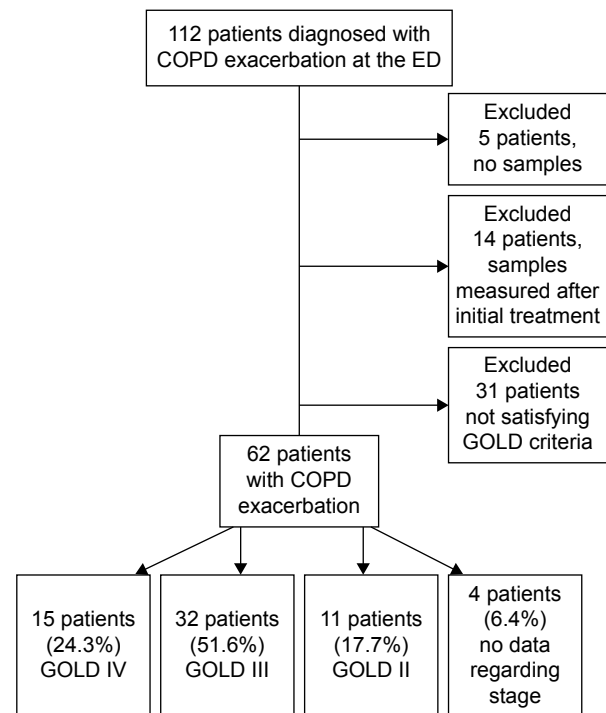 112 patients diagnosed with
COPD exacerbation at the ED
Excluded
5 patients,
no samples
Excluded
14 patients,
samples
measured after
initial treatment
Excluded
31 patients
not satisfying
GOLD criteria
62 patients
with COPD
exacerbation
15 patients
(24.3%)
GOLD IV
32 patients
(51.6%)
GOLD III
11 patients
(17.7%)
GOLD II
4 patients
(6.4%)
no data
regarding
stage